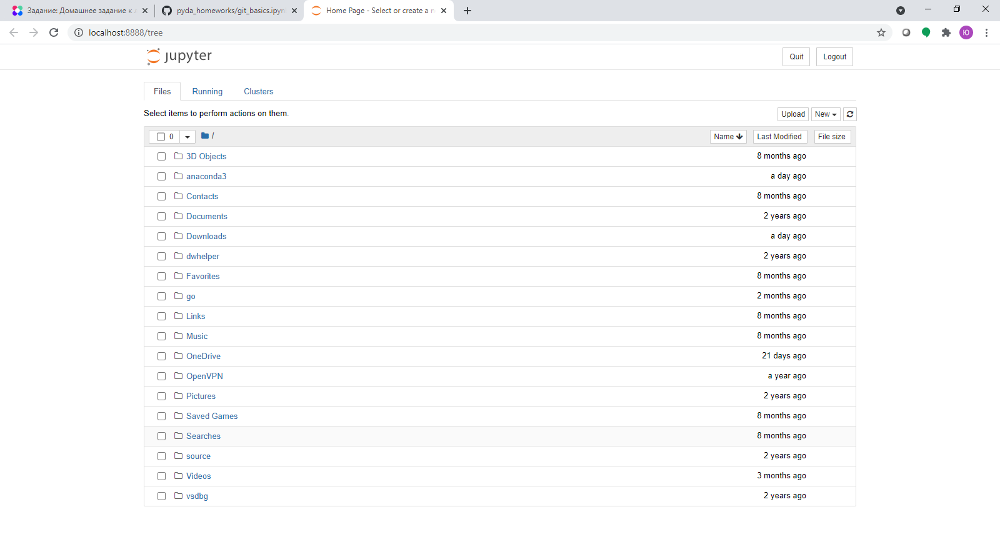 Задание: Домашнее задание к л
pyda_homeworks/git_basics.ipyn
Home Page - Select or create a n
localhost:8888/tree
Ю
jupyter
Quit
Logout
Files
Running
Clusters
Select items to perform actions on them.
Upload
New
0
/
Name
Last Modified
File size
3D Objects 8 months ago
anaconda3 a day ago
Contacts 8 months ago
Documents 2 years ago
Downloads a day ago
dwhelper 2 years ago
Favorites 8 months ago
go 2 months ago
Links 8 months ago
Music 8 months ago
OneDrive 21 days ago
OpenVPN a year ago
Pictures 2 years ago
Saved Games 8 months ago
Searches 8 months ago
source 2 years ago
Videos 3 months ago
vsdbg 2 years ago